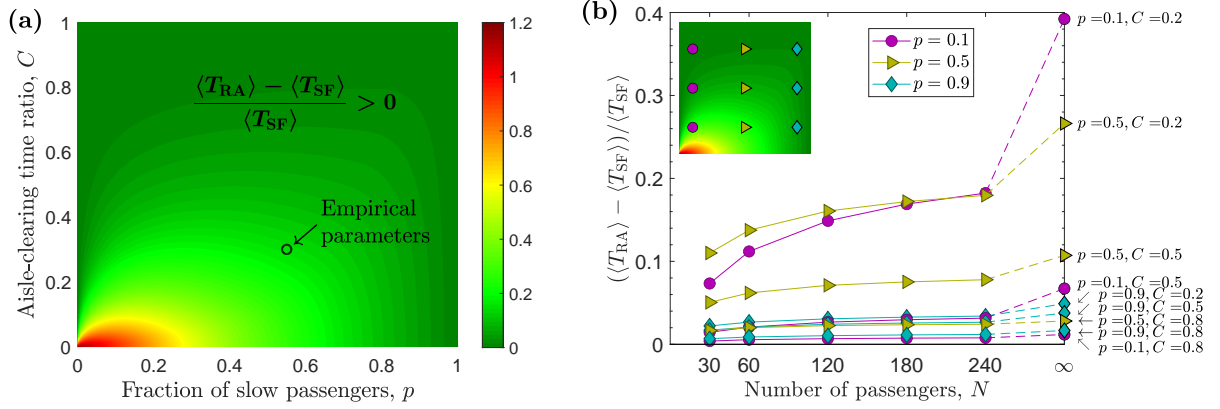 (a)
1
0.8
0.6
0.4
0.2
0
Aisle-clearing time ratio, C
⟨T_RA⟩ − ⟨T_SF⟩
⟨T_SF⟩
> 0
Empirical
parameters
0
0.2
0.4
0.6
0.8
1
Fraction of slow passengers, p
1.2
1
0.8
0.6
0.4
0.2
0
(b)
0.4
0.3
0.2
0.1
0
(⟨T_RA⟩ − ⟨T_SF⟩)/⟨T_SF⟩
p = 0.1
p = 0.5
p = 0.9
30
60
120
180
240
∞
Number of passengers, N
p=0.1, C=0.2
p=0.5, C=0.2
p=0.5, C=0.5
p=0.1, C=0.5
p=0.9, C=0.2
p=0.9, C=0.5
p=0.5, C=0.8
p=0.9, C=0.8
p=0.1, C=0.8